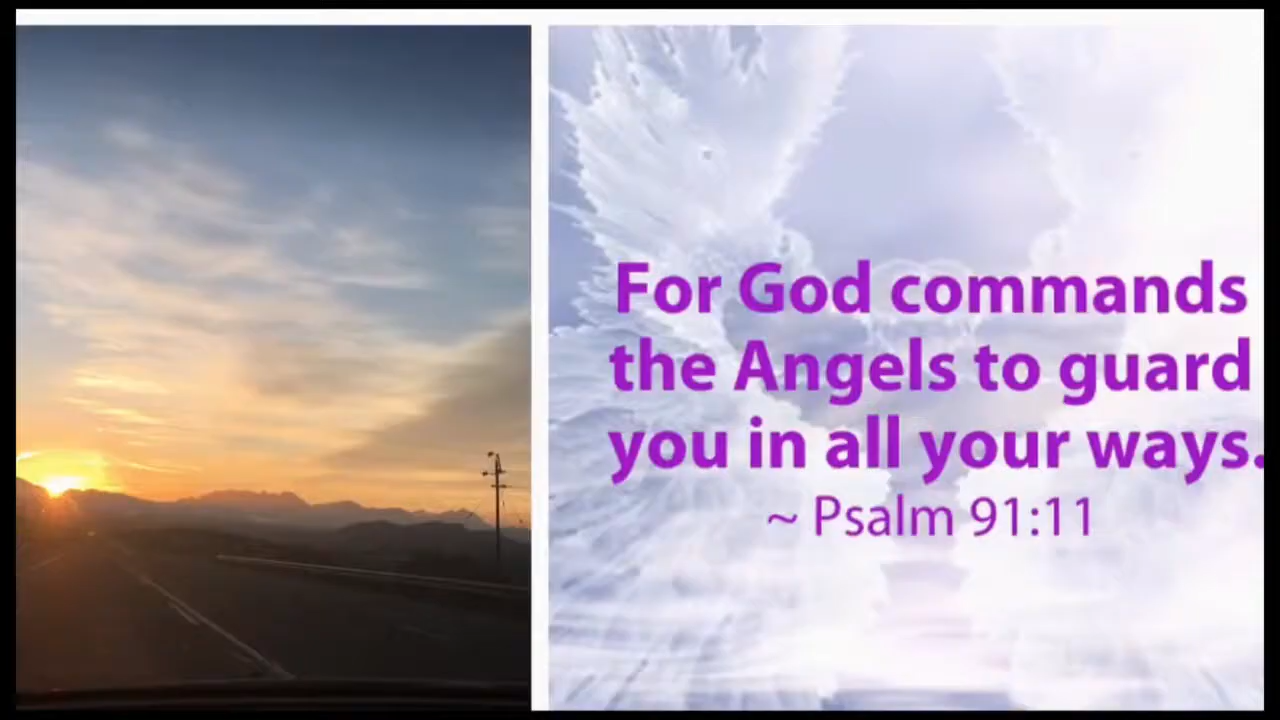 For God commands
the Angels to guard
you in all your ways.
~ Psalm 91:11